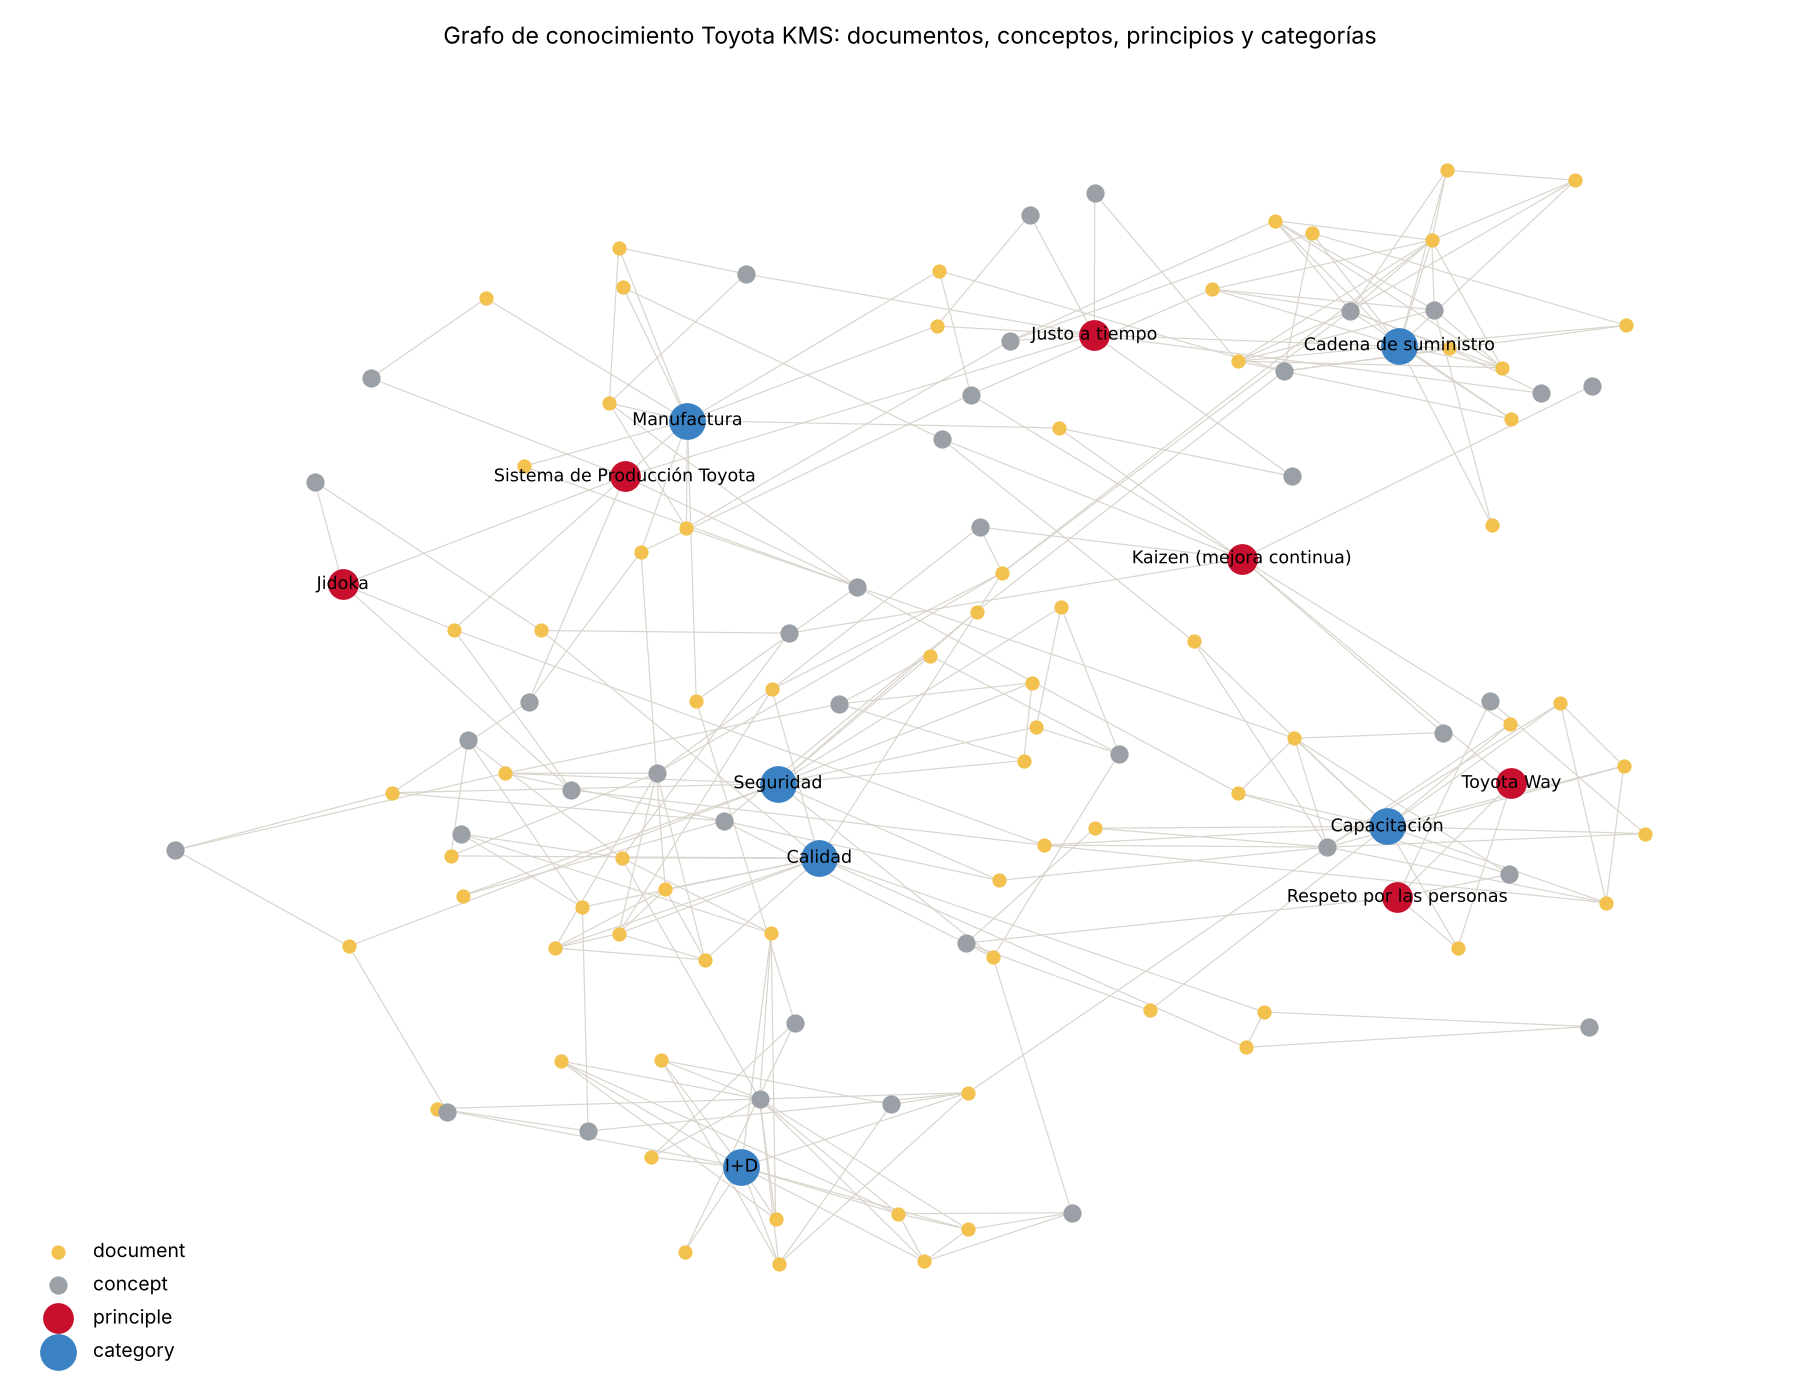 Grafo de conocimiento Toyota KMS: documentos, conceptos, principios y categorías
Justo a tiempo
Cadena de suministro
Manufactura
Sistema de Producción Toyota
Kaizen (mejora continua)
Jidoka
Seguridad
Toyota Way
Capacitación
Calidad
Respeto por las personas
I+D
document
concept
principle
category